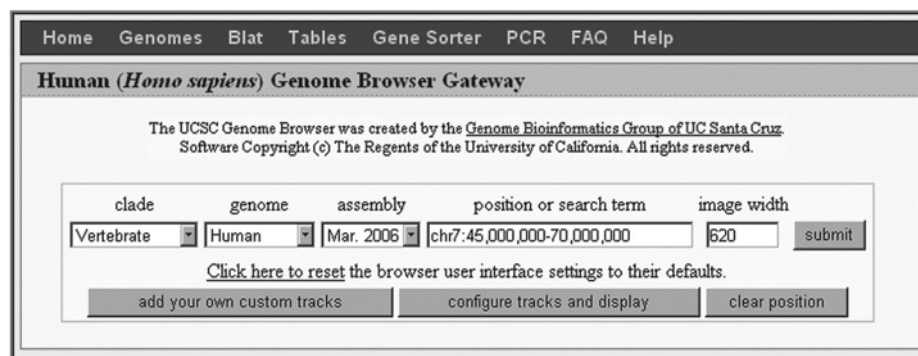 Home Genomes Blat Tables Gene Sorter PCR FAQ Help
Human (Homo sapiens) Genome Browser Gateway
The UCSC Genome Browser was created by the Genome Bioinformatics Group of UC Santa Cruz.
Software Copyright (c) The Regents of the University of California. All rights reserved.
clade genome assembly position or search term image width
Vertebrate Human Mar. 2006 chr7:45,000,000-70,000,000 620 submit
Click here to reset the browser user interface settings to their defaults.
add your own custom tracks configure tracks and display clear position